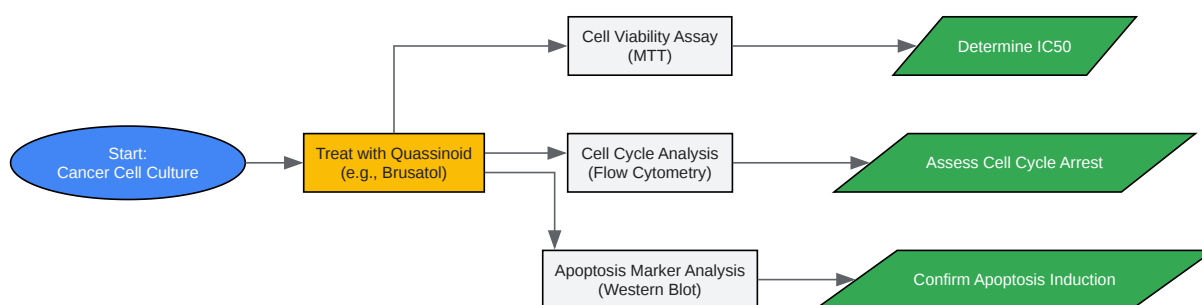 Cell Viability Assay
(MTT)
Determine IC50
Start:
Cancer Cell Culture
Treat with Quassinoid
(e.g., Brusatol)
Cell Cycle Analysis
(Flow Cytometry)
Assess Cell Cycle Arrest
Apoptosis Marker Analysis
(Western Blot)
Confirm Apoptosis Induction